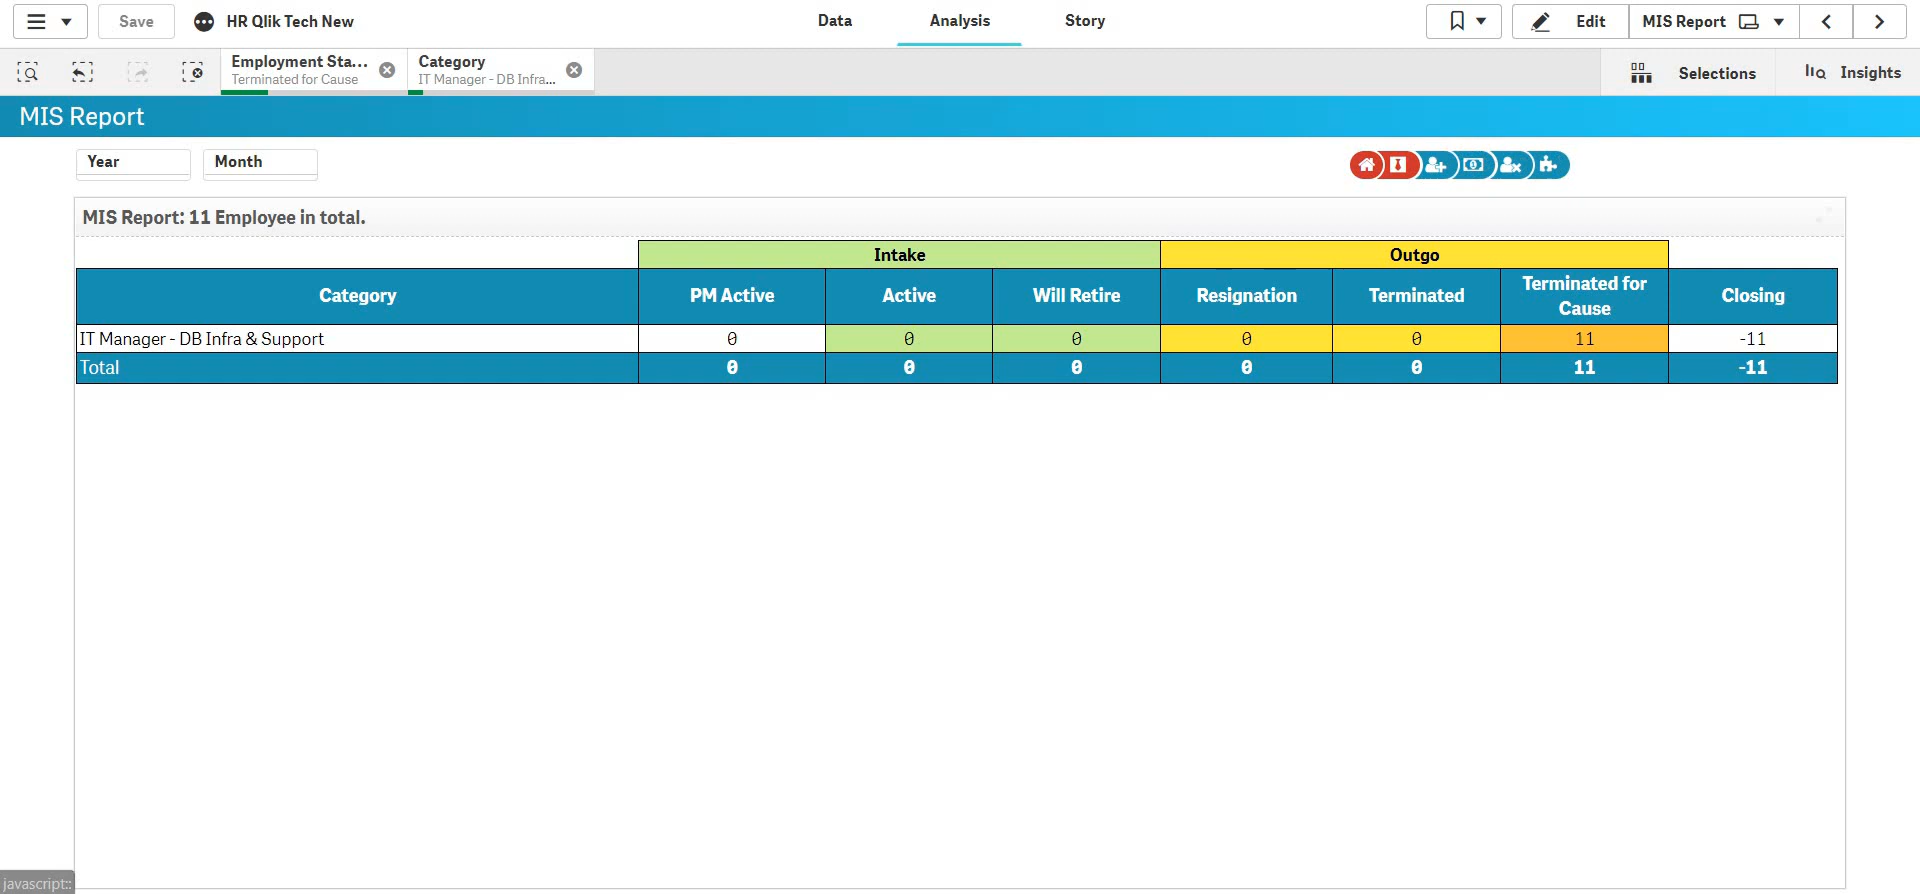 Save
HR Qlik Tech New
Data
Analysis
Story
Edit
MIS Report
Employment Sta...
Terminated for Cause
Category
IT Manager - DB Infra...
Selections
Insights
MIS Report
Year
Month
MIS Report: 11 Employee in total.
Intake
Outgo
Category
PM Active
Active
Will Retire
Resignation
Terminated
Terminated for
Cause
Closing
IT Manager - DB Infra & Support
0
0
0
0
0
11
-11
Total
0
0
0
0
0
11
-11
javascript:;